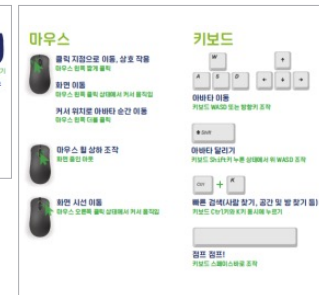 마우스
클릭 지점으로 이동, 상호 작용
마우스 왼쪽 짧게 클릭
화면 이동
마우스 왼쪽 클릭 상태에서 커서 움직임
커서 위치로 아바타 순간 이동
마우스 왼쪽 더블 클릭
마우스 휠 상하 조작
화면 줌인 아웃
화면 시선 이동
마우스 오른쪽 클릭 상태에서 커서 움직임
키보드
W
A S D
아바타 이동
키보드 WASD 또는 방향키 조작
Shift
아바타 달리기
키보드 Shift키 누른 상태에서 위 WASD 조작
Ctrl + K
빠른 검색(사람 찾기, 공간 및 방 찾기 등)
키보드 Ctrl키와 K키 동시에 누르기
점프 점프!
키보드 스페이스바로 조작